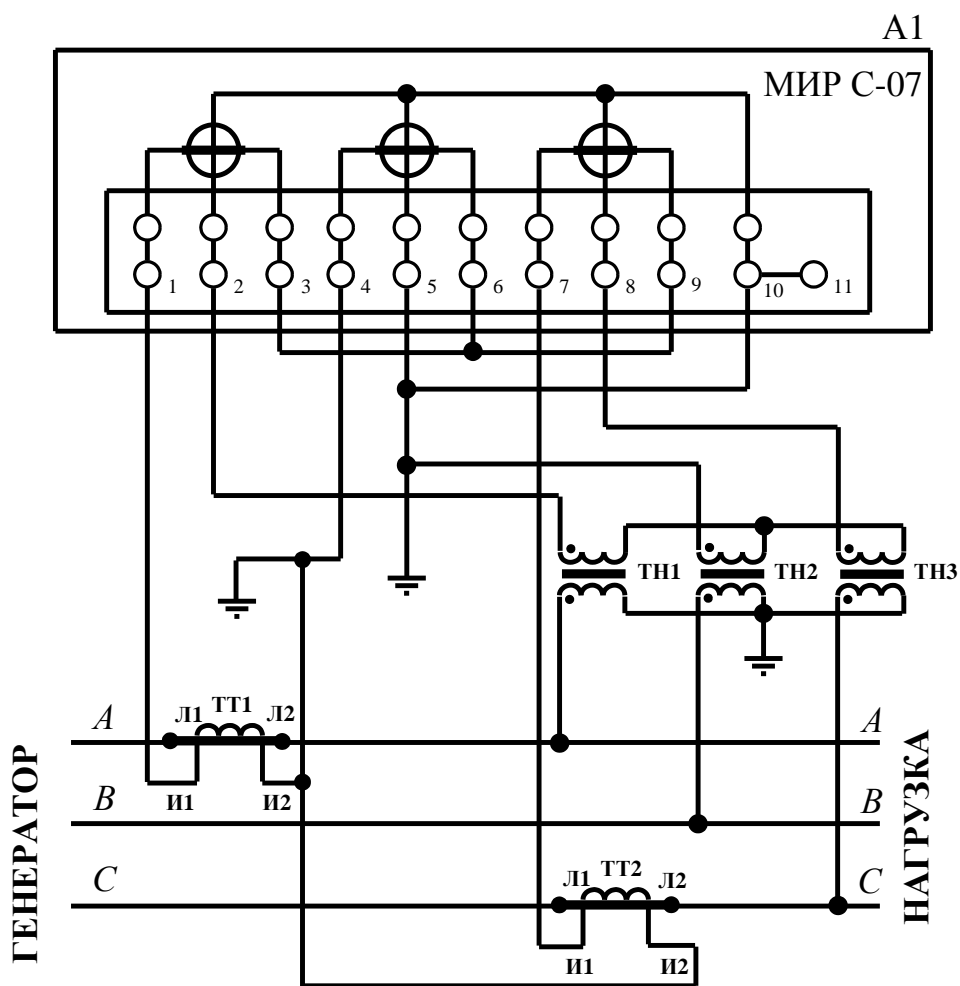 А1
МИР С-07
1 2 3 4 5 6 7 8 9 10 11
ТН1 ТН2 ТН3
A Л1 ТТ1 Л2 A
И1 И2
B B
C Л1 ТТ2 Л2 C
И1 И2
ГЕНЕРАТОР
НАГРУЗКА